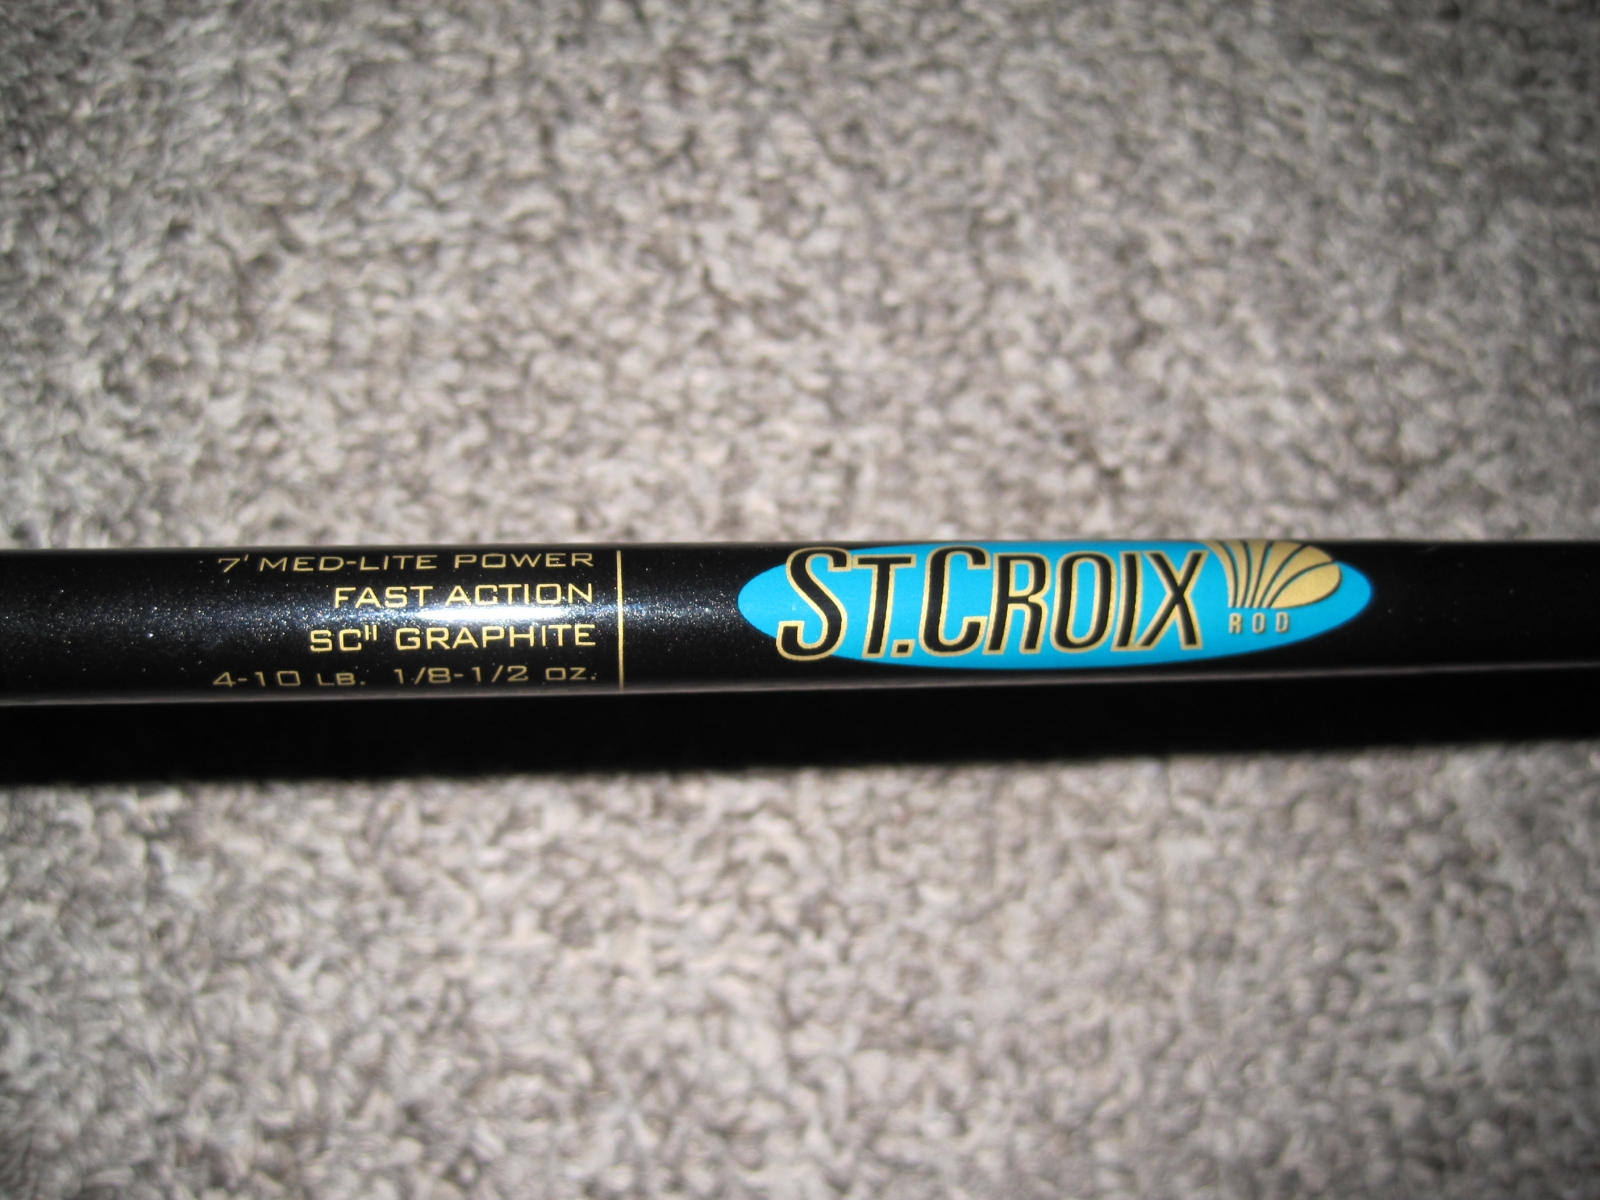 7' MED-LITE POWER
FAST ACTION
SCII GRAPHITE
4-10 LB. 1/8-1/2 OZ.
ST.CROIX
ROD